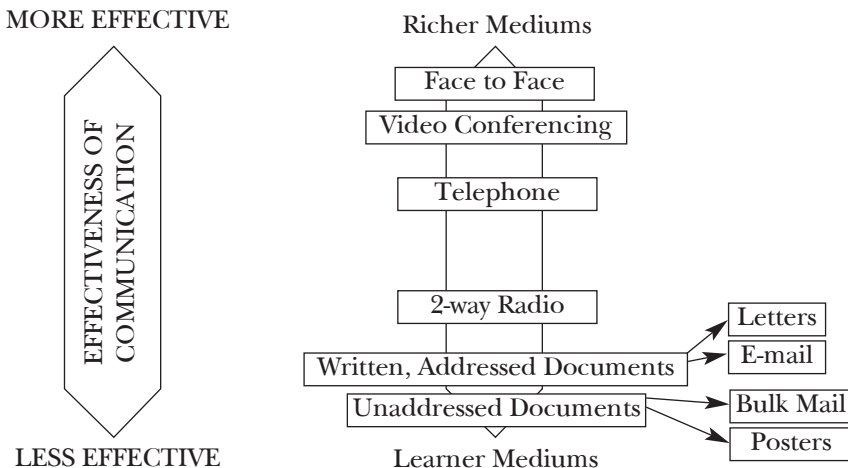 MORE EFFECTIVE
EFFECTIVENESS OF
COMMUNICATION
LESS EFFECTIVE
Richer Mediums
Face to Face
Video Conferencing
Telephone
2-way Radio
Written, Addressed Documents
Letters
E-mail
Unaddressed Documents
Bulk Mail
Posters
Learner Mediums